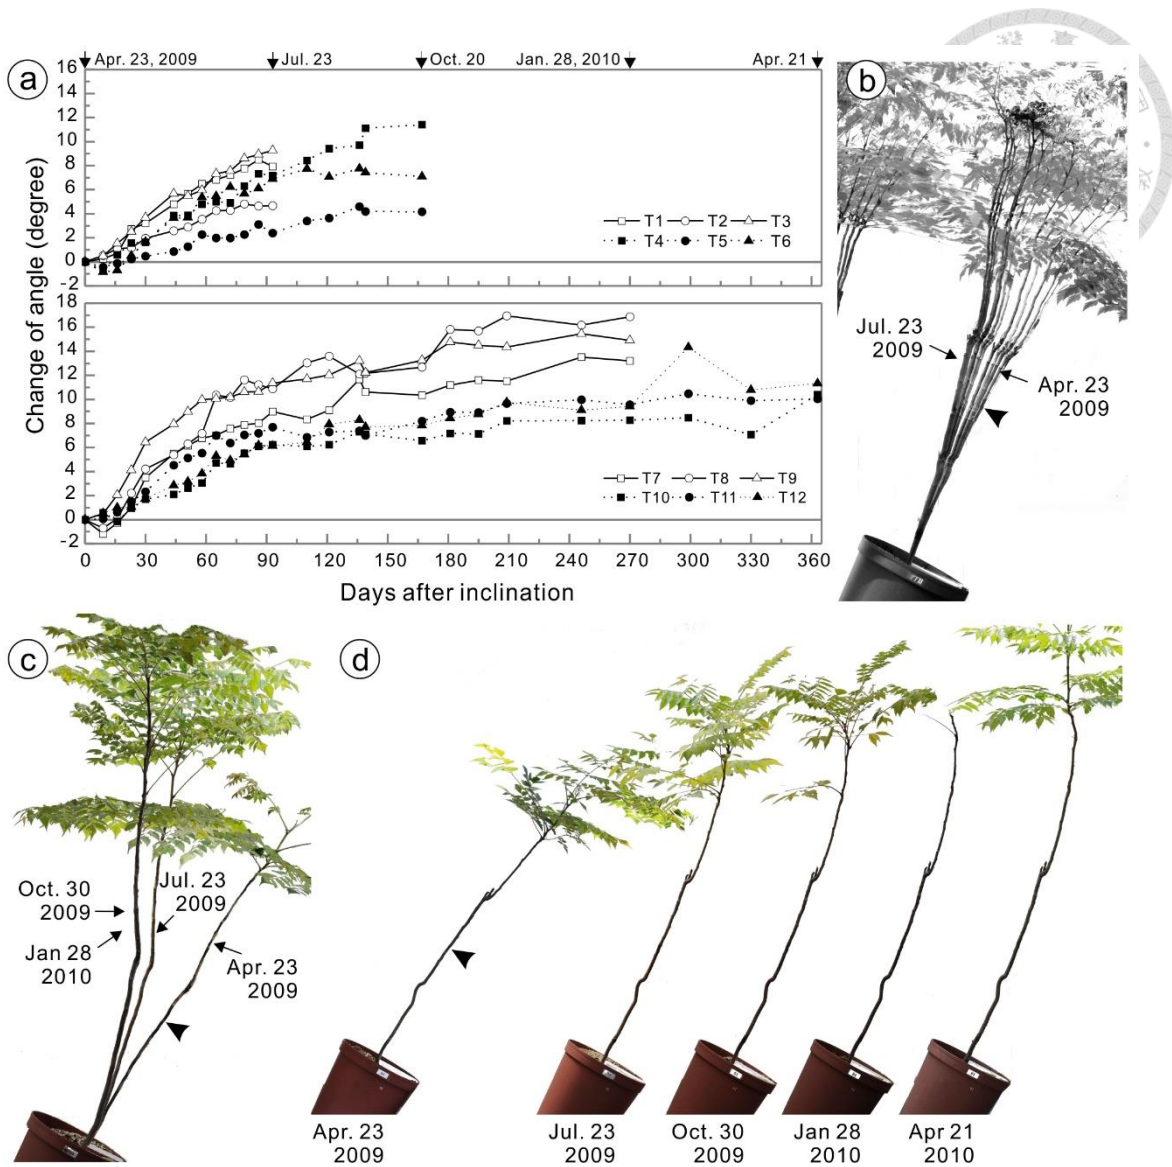 a
Apr. 23, 2009
Jul. 23
Oct. 20
Jan. 28, 2010
Apr. 21
16
14
12
10
8
6
4
2
0
-2
T1 T2 T3
T4 T5 T6
18
16
14
12
10
8
6
4
2
0
-2
T7 T8 T9
T10 T11 T12
0 30 60 90 120 150 180 210 240 270 300 330 360
Change of angle (degree)
Days after inclination
b
Jul. 23
2009
Apr. 23
2009
c
Oct. 30
2009
Jan 28
2010
Jul. 23
2009
Apr. 23
2009
d
Apr. 23
2009
Jul. 23
2009
Oct. 30
2009
Jan 28
2010
Apr 21
2010